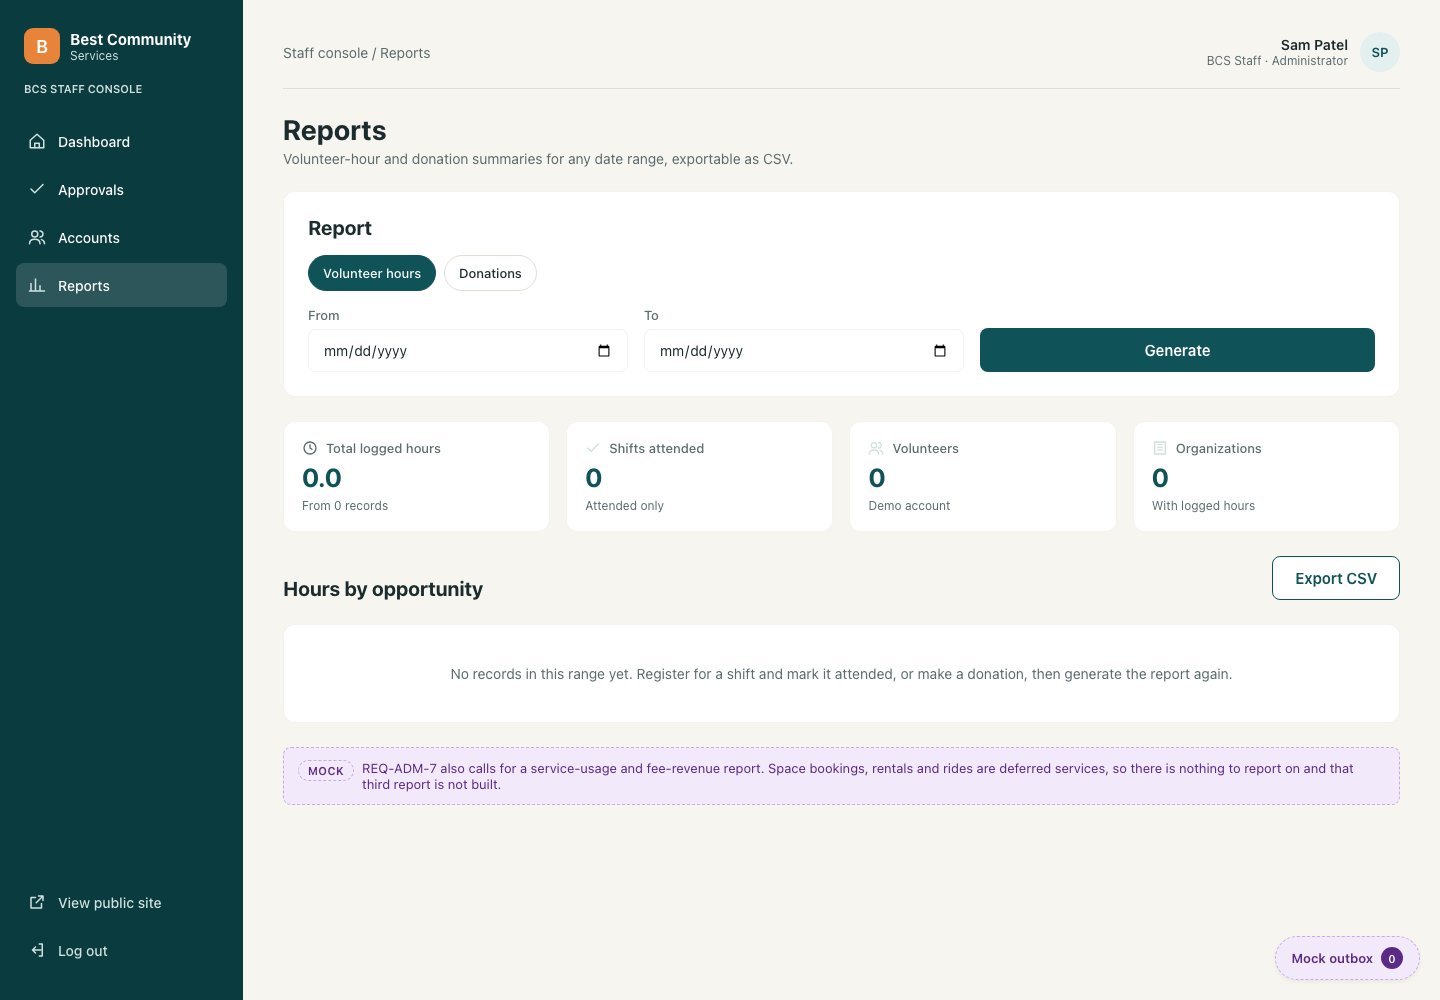 B
Best Community
Services
BCS STAFF CONSOLE
Dashboard
Approvals
Accounts
Reports
View public site
Log out
Staff console / Reports
Sam Patel
BCS Staff · Administrator
SP
Reports
Volunteer-hour and donation summaries for any date range, exportable as CSV.
Report
Volunteer hours
Donations
From
To
mm/dd/yyyy
mm/dd/yyyy
Generate
Total logged hours
0.0
From 0 records
Shifts attended
0
Attended only
Volunteers
0
Demo account
Organizations
0
With logged hours
Hours by opportunity
Export CSV
No records in this range yet. Register for a shift and mark it attended, or make a donation, then generate the report again.
MOCK
REQ-ADM-7 also calls for a service-usage and fee-revenue report. Space bookings, rentals and rides are deferred services, so there is nothing to report on and that
third report is not built.
Mock outbox 0